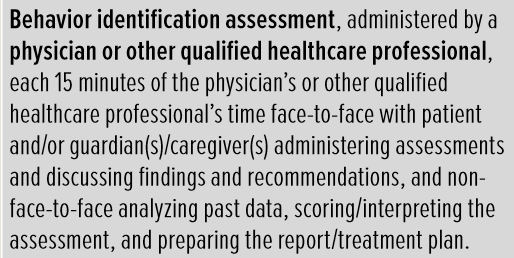 Behavior identification assessment, administered by a
physician or other qualified healthcare professional,
each 15 minutes of the physician's or other qualified
healthcare professional's time face-to-face with patient
and/or guardian(s)/caregiver(s) administering assessments
and discussing findings and recommendations, and non-
face-to-face analyzing past data, scoring/interpreting the
assessment, and preparing the report/treatment plan.